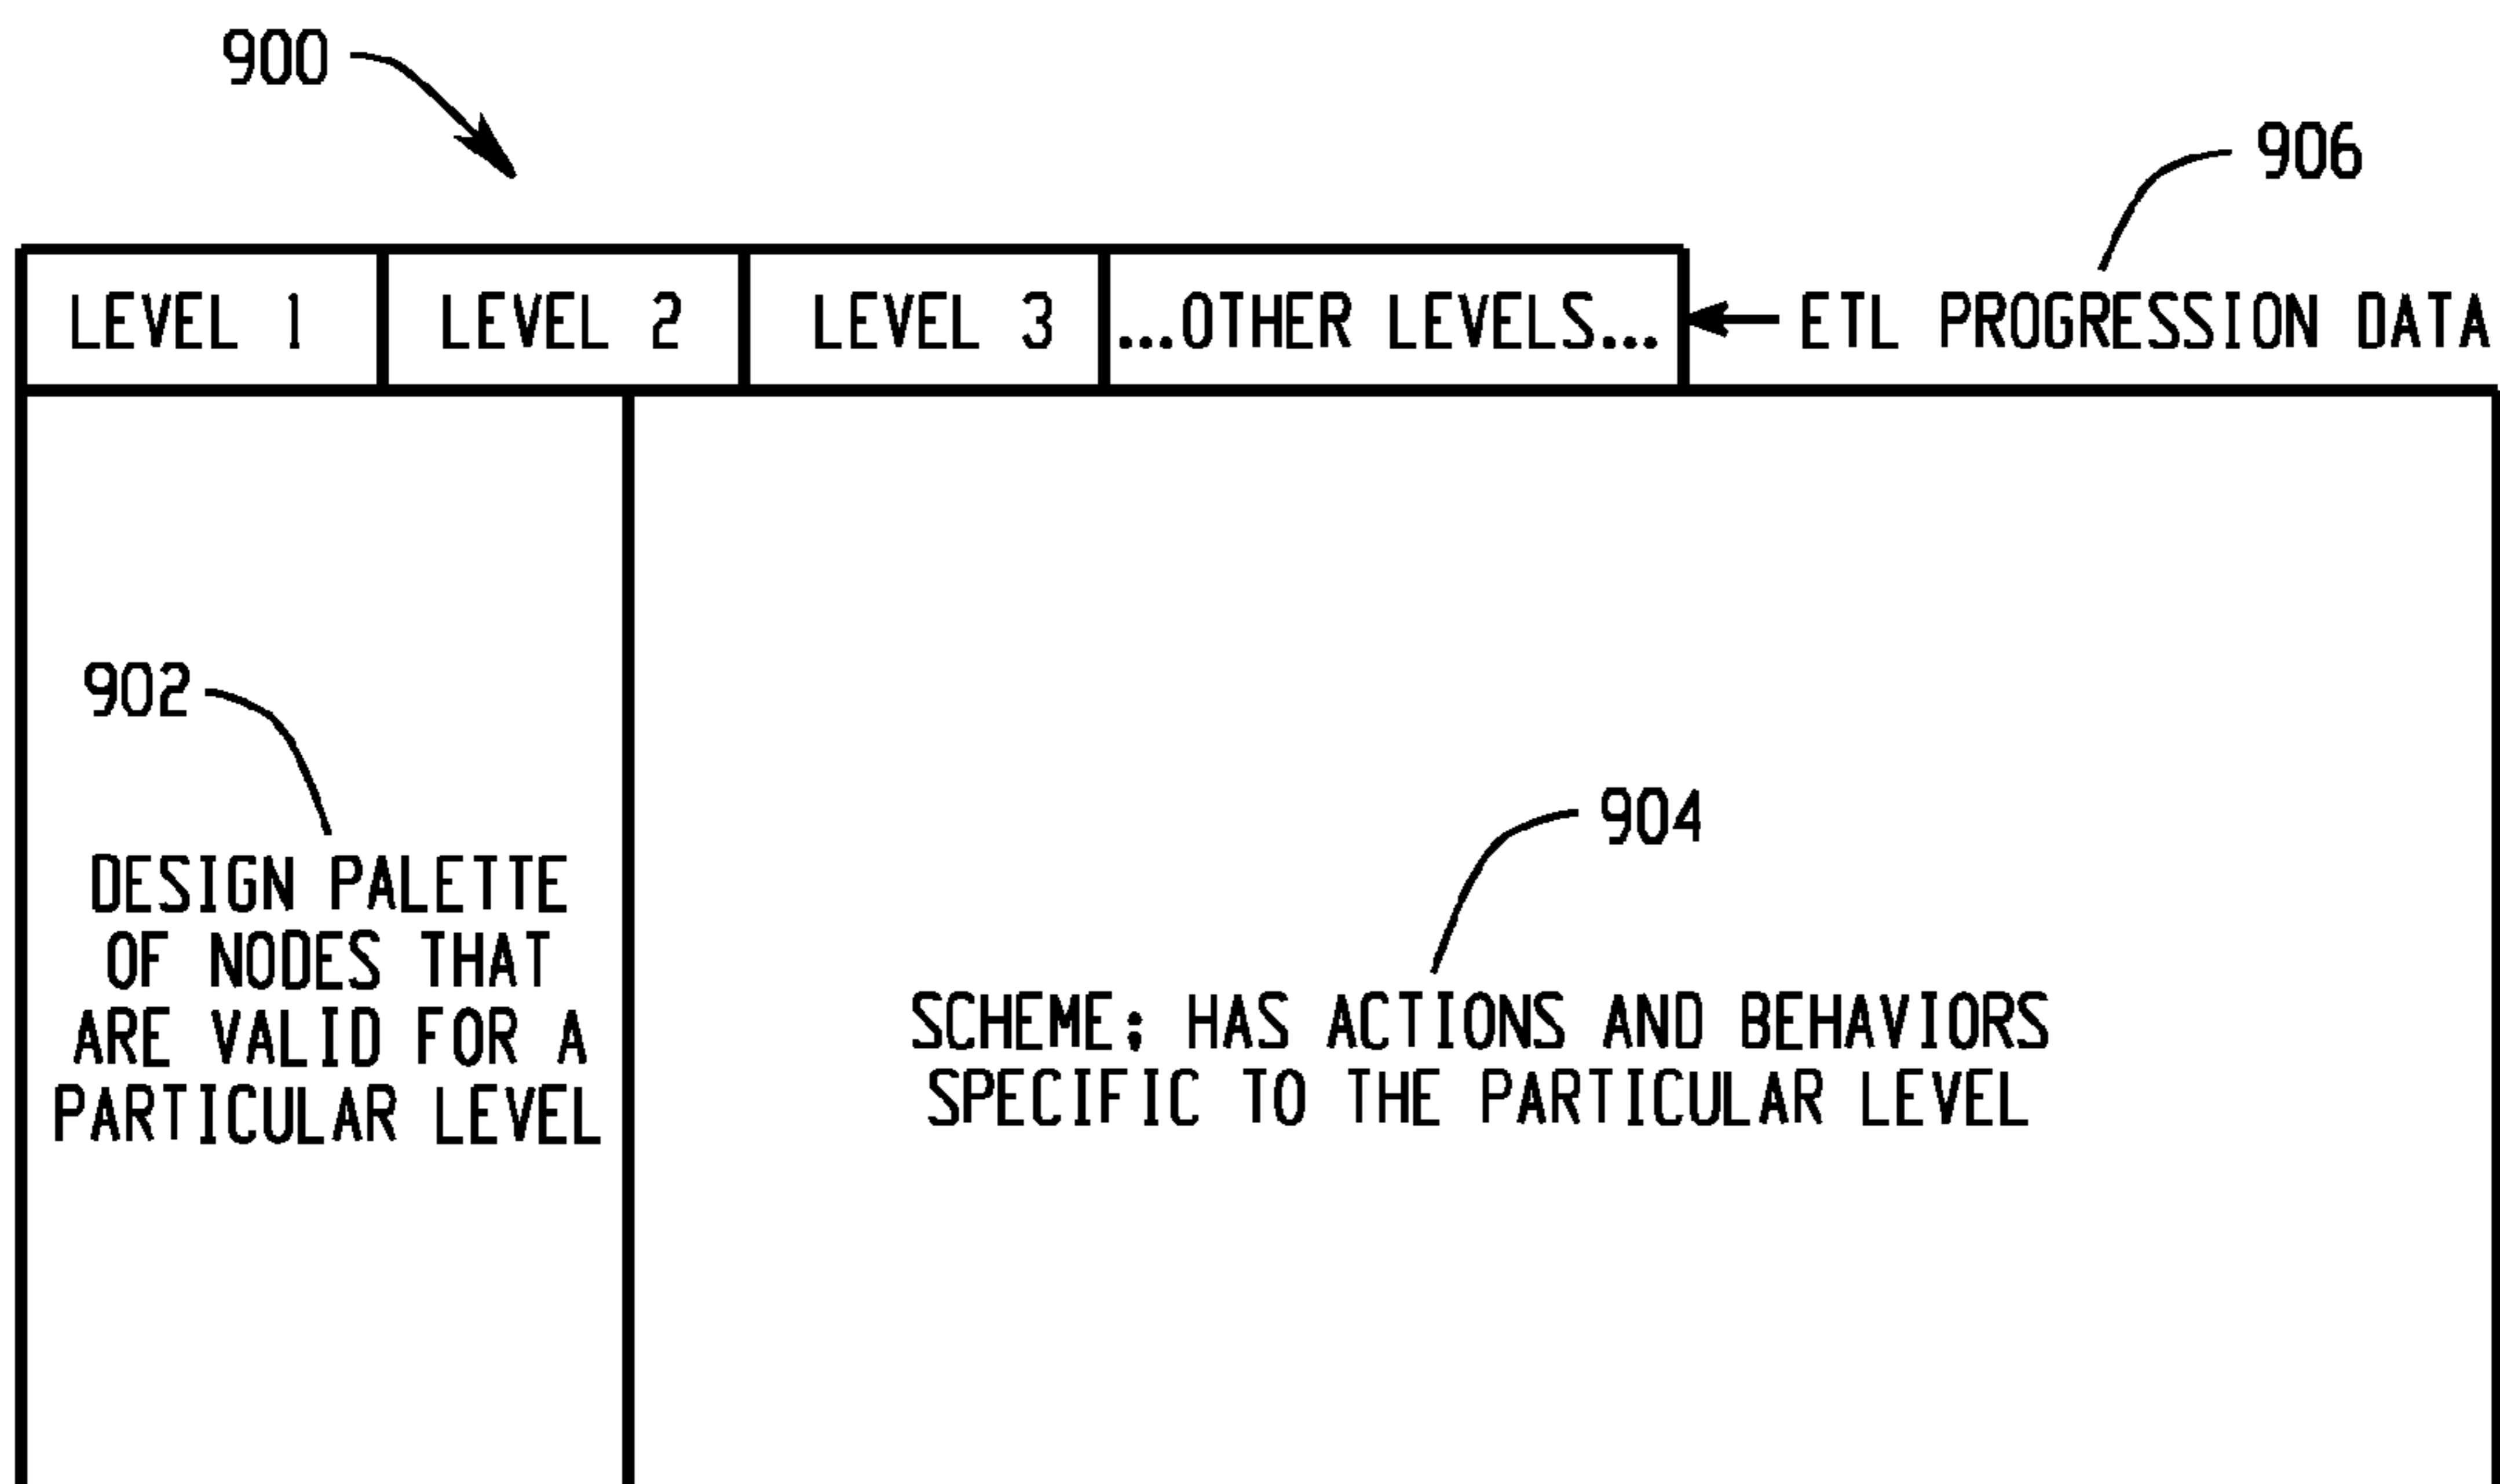 900
906
LEVEL 1 LEVEL 2 LEVEL 3 ...OTHER LEVELS... ETL PROGRESSION DATA
902
904
DESIGN PALETTE
OF NODES THAT
ARE VALID FOR A
PARTICULAR LEVEL
SCHEME; HAS ACTIONS AND BEHAVIORS
SPECIFIC TO THE PARTICULAR LEVEL